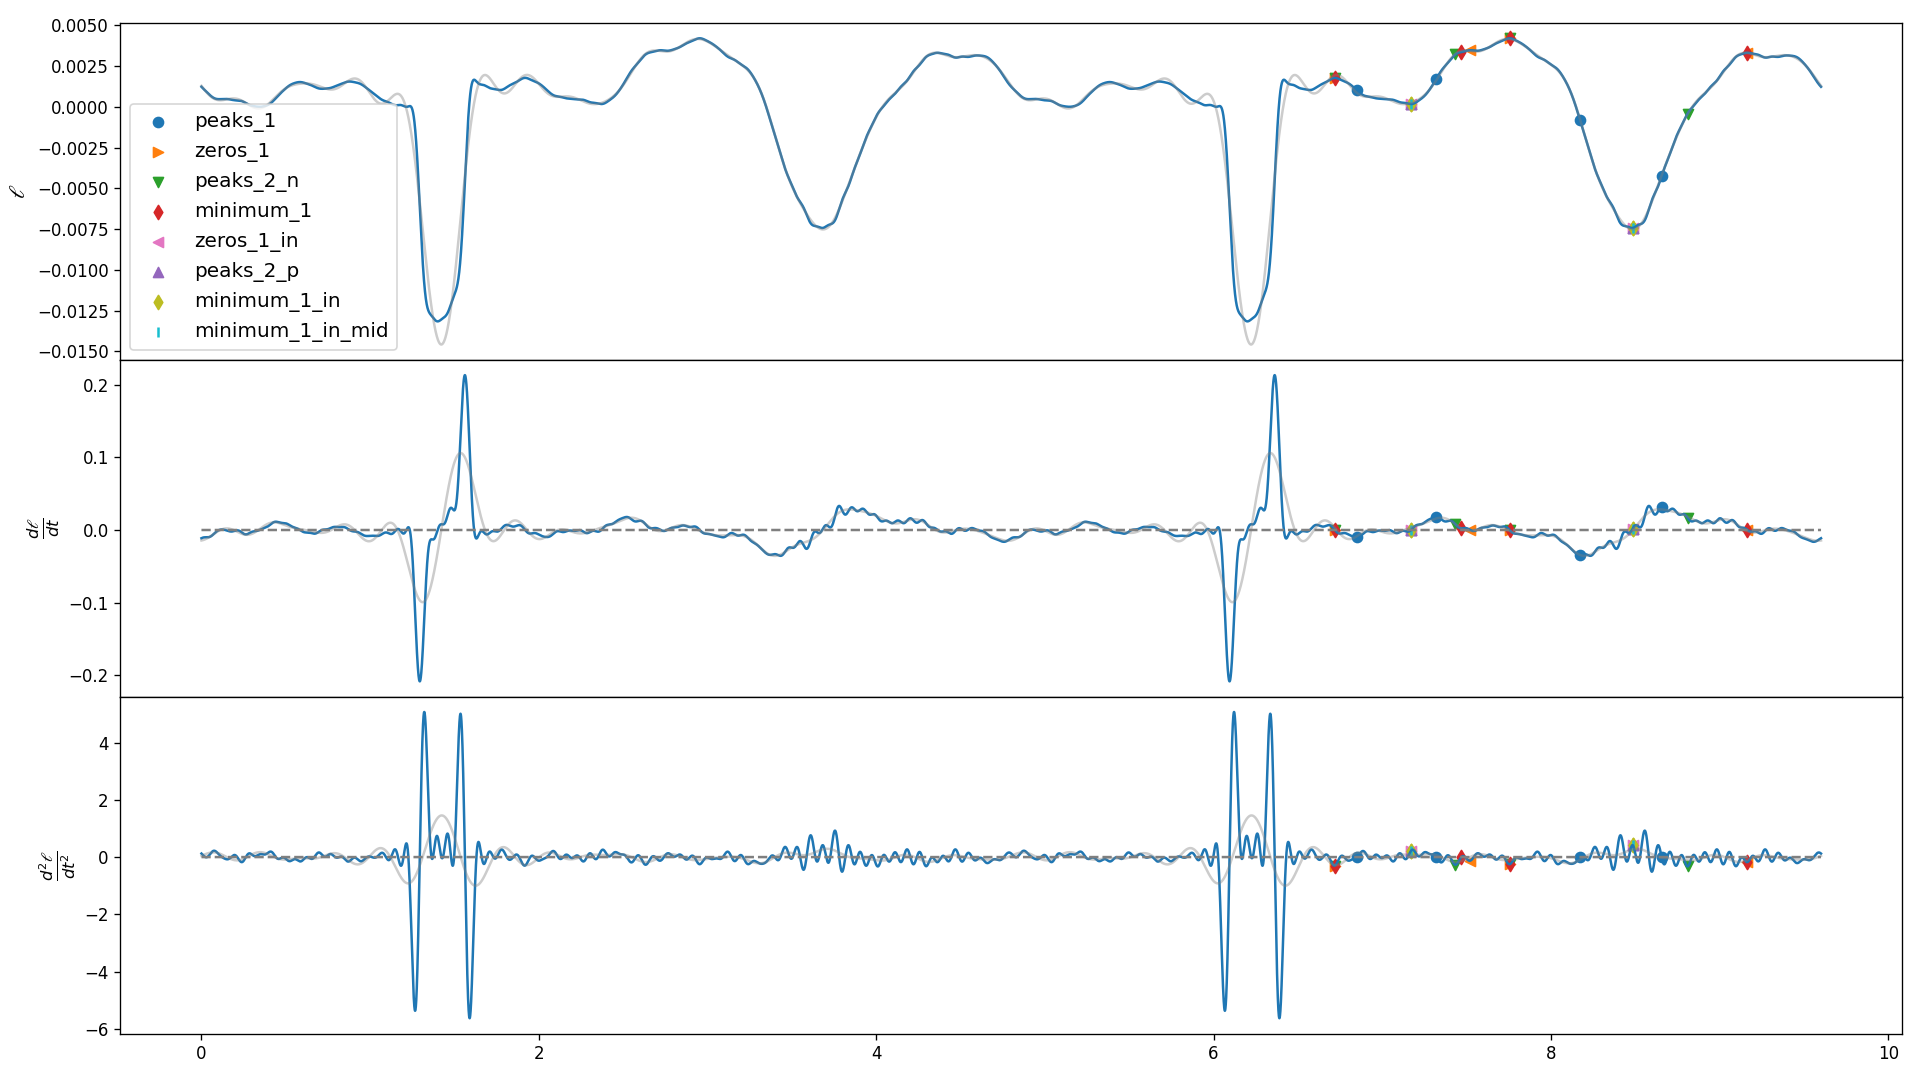 0.0050
0.0025
0.0000
−0.0025
−0.0050
−0.0075
−0.0100
−0.0125
−0.0150
ℓ
peaks_1
zeros_1
peaks_2_n
minimum_1
zeros_1_in
peaks_2_p
minimum_1_in
minimum_1_in_mid
0.2
0.1
0.0
−0.1
−0.2
dℓ
dt
4
2
0
−2
−4
−6
d²ℓ
dt²
0 2 4 6 8 10